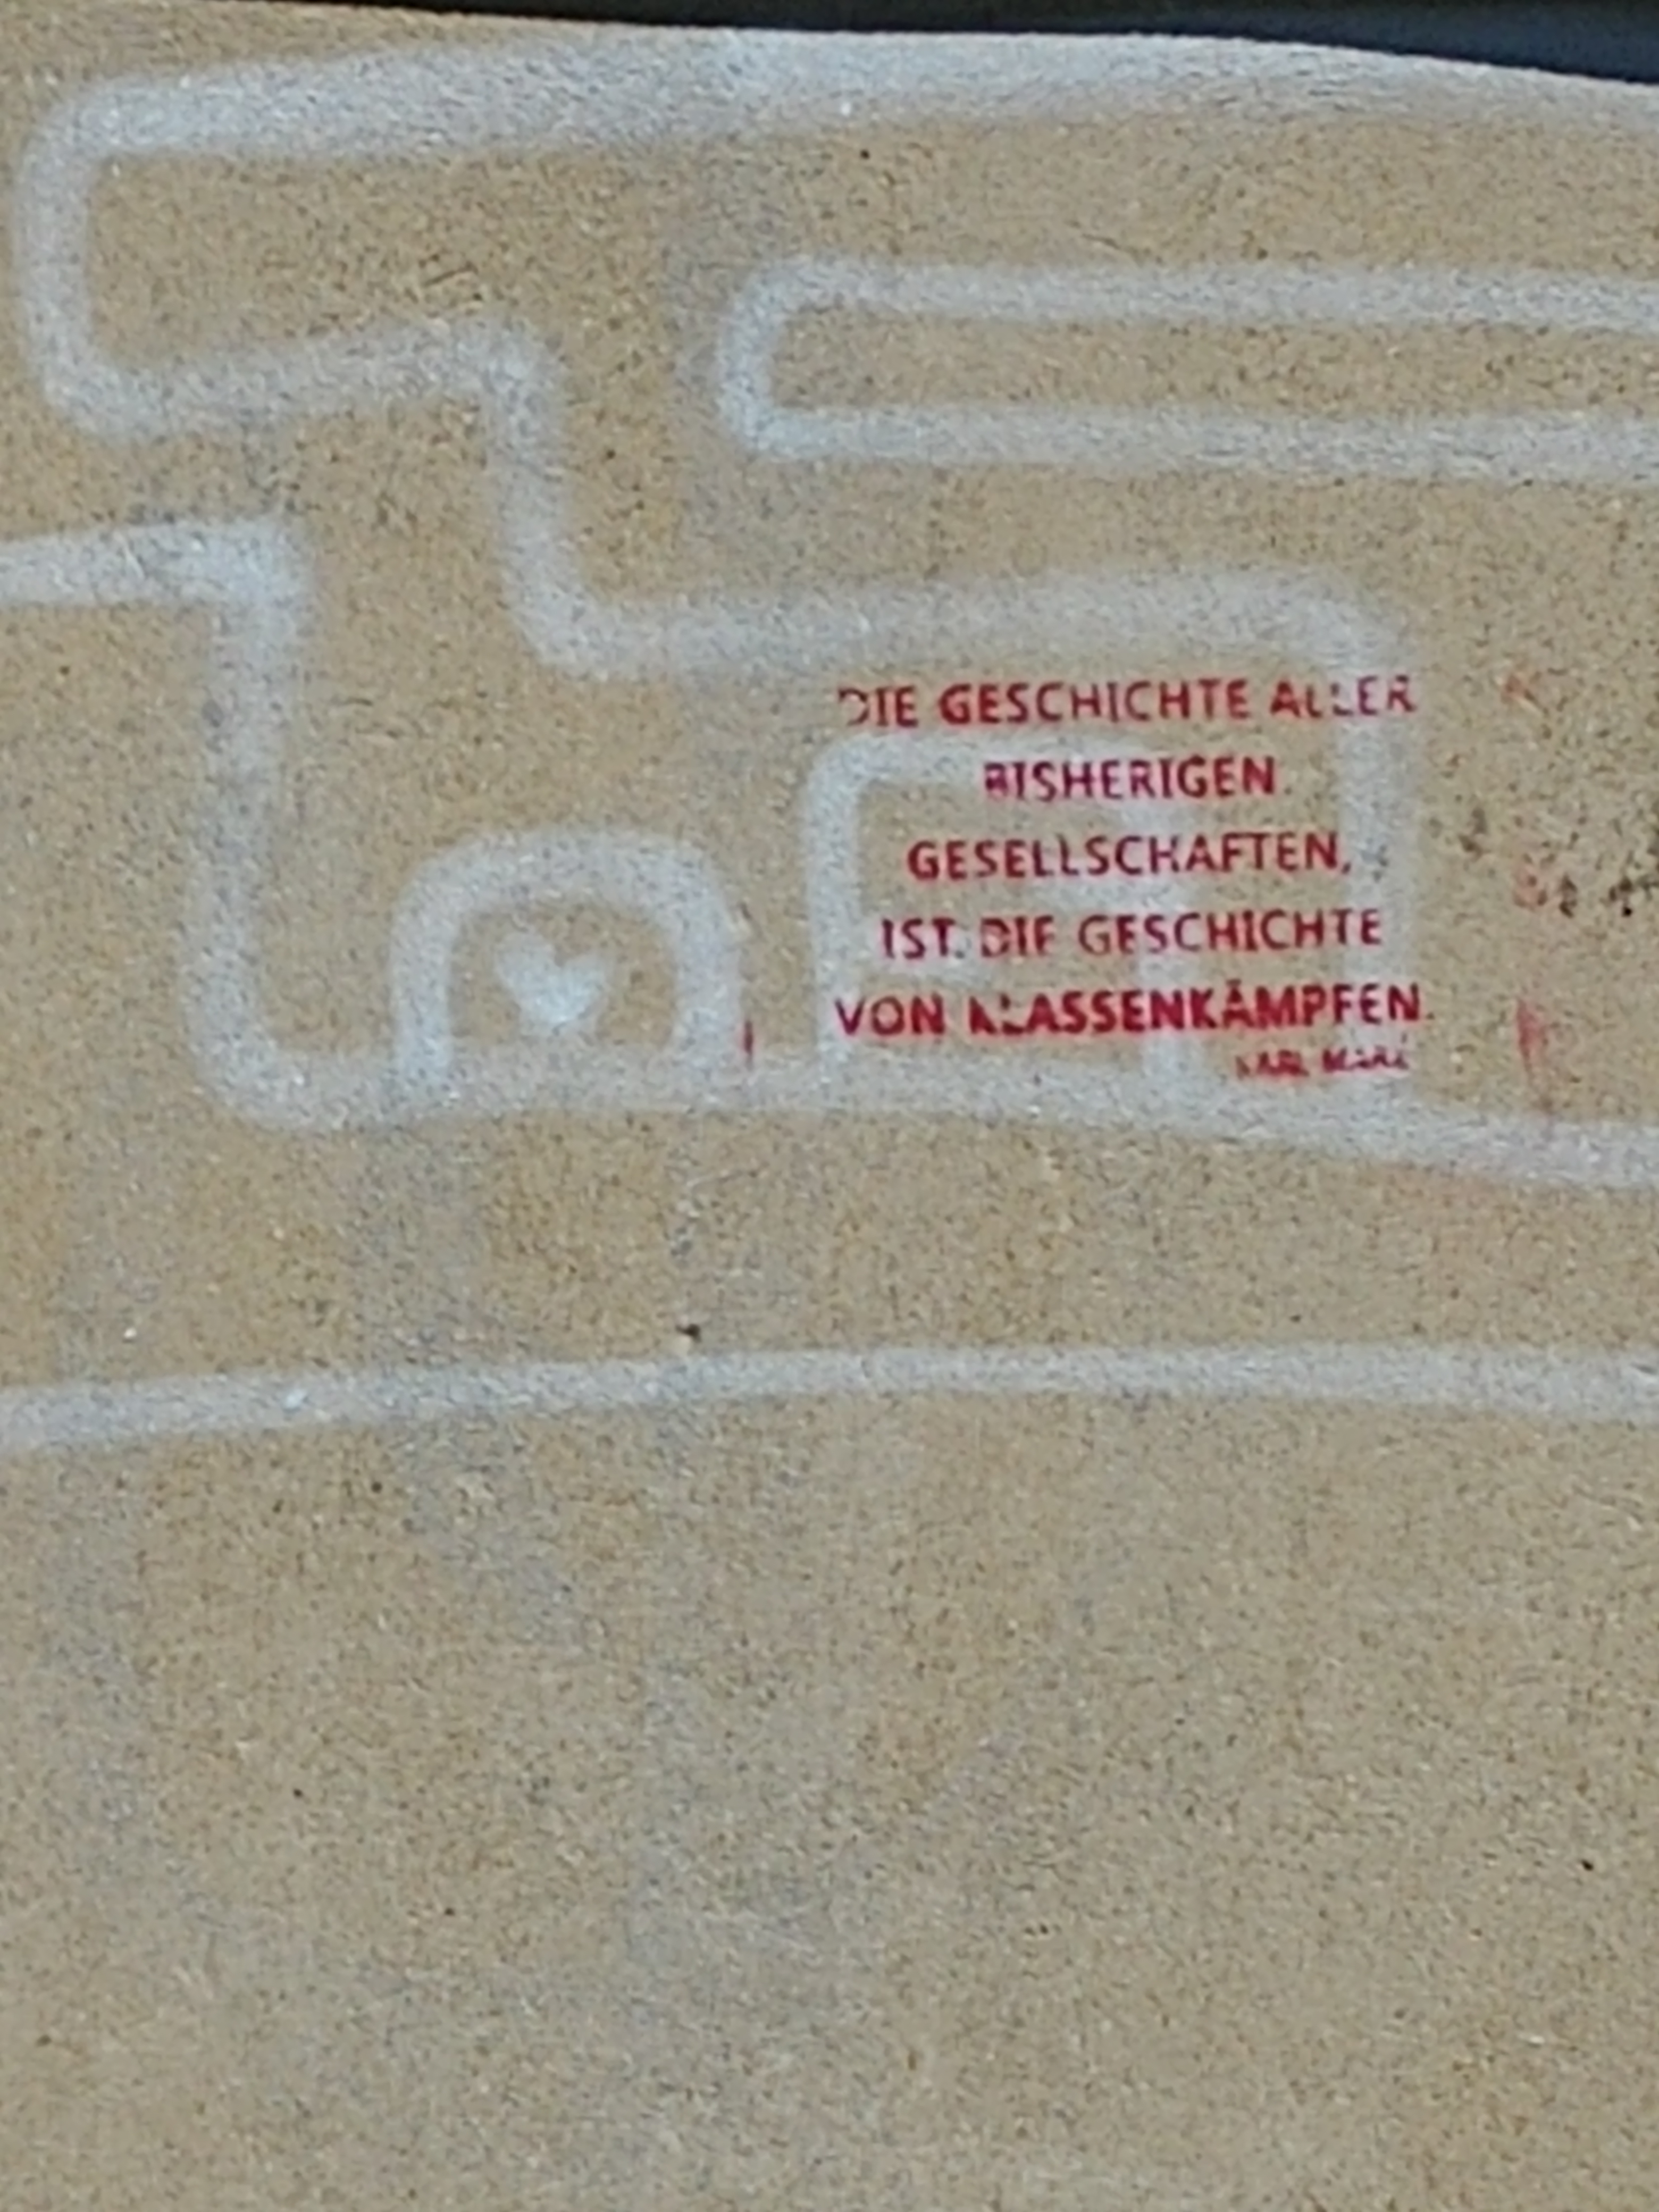 DIE GESCHICHTE ALLER
BISHERIGEN
GESELLSCHAFTEN,
IST DIE GESCHICHTE
VON KLASSENKÄMPFEN.
KARL MARX